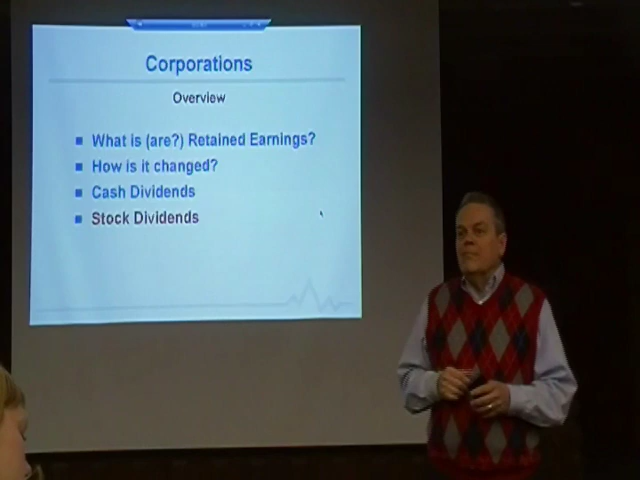 Corporations
Overview
What is (are?) Retained Earnings?
How is it changed?
Cash Dividends
Stock Dividends